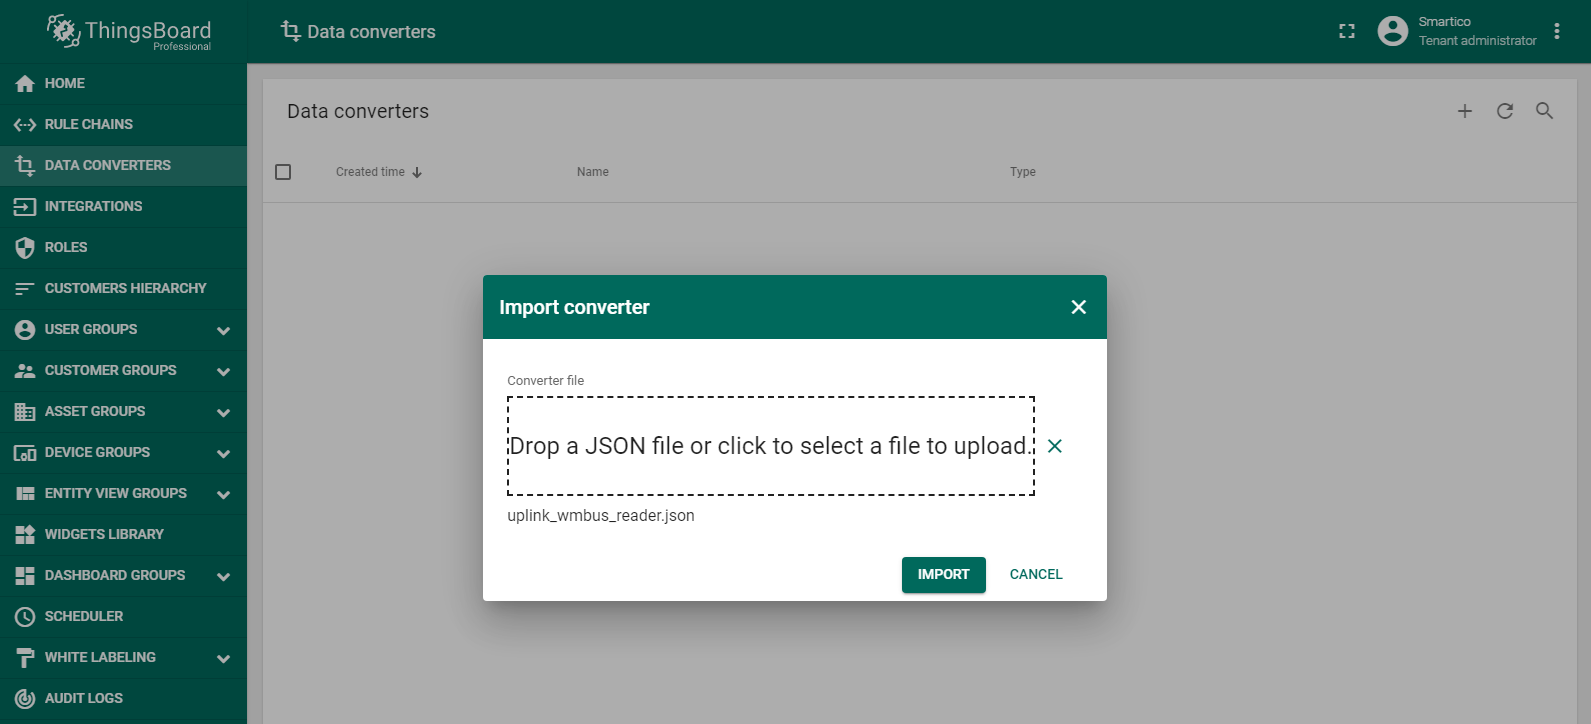 ThingsBoard
Professional
Data converters
Smartico
Tenant administrator
HOME
RULE CHAINS
DATA CONVERTERS
INTEGRATIONS
ROLES
CUSTOMERS HIERARCHY
USER GROUPS
CUSTOMER GROUPS
ASSET GROUPS
DEVICE GROUPS
ENTITY VIEW GROUPS
WIDGETS LIBRARY
DASHBOARD GROUPS
SCHEDULER
WHITE LABELING
AUDIT LOGS
Data converters
Created time
Name
Type
Import converter
Converter file
Drop a JSON file or click to select a file to upload.
uplink_wmbus_reader.json
IMPORT
CANCEL